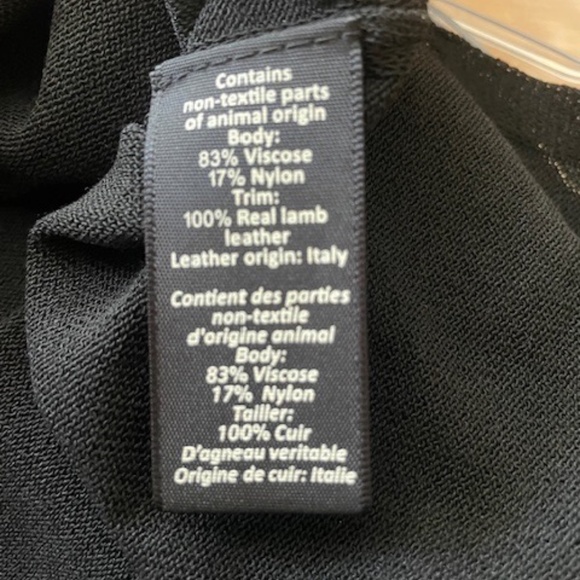 Contains
non-textile parts
of animal origin
Body:
83% Viscose
17% Nylon
Trim:
100% Real lamb
leather
Leather origin: Italy
Contient des parties
non-textile
d'origine animal
Body:
83% Viscose
17% Nylon
Tailler:
100% Cuir
D'agneau veritable
Origine de cuir: Italie